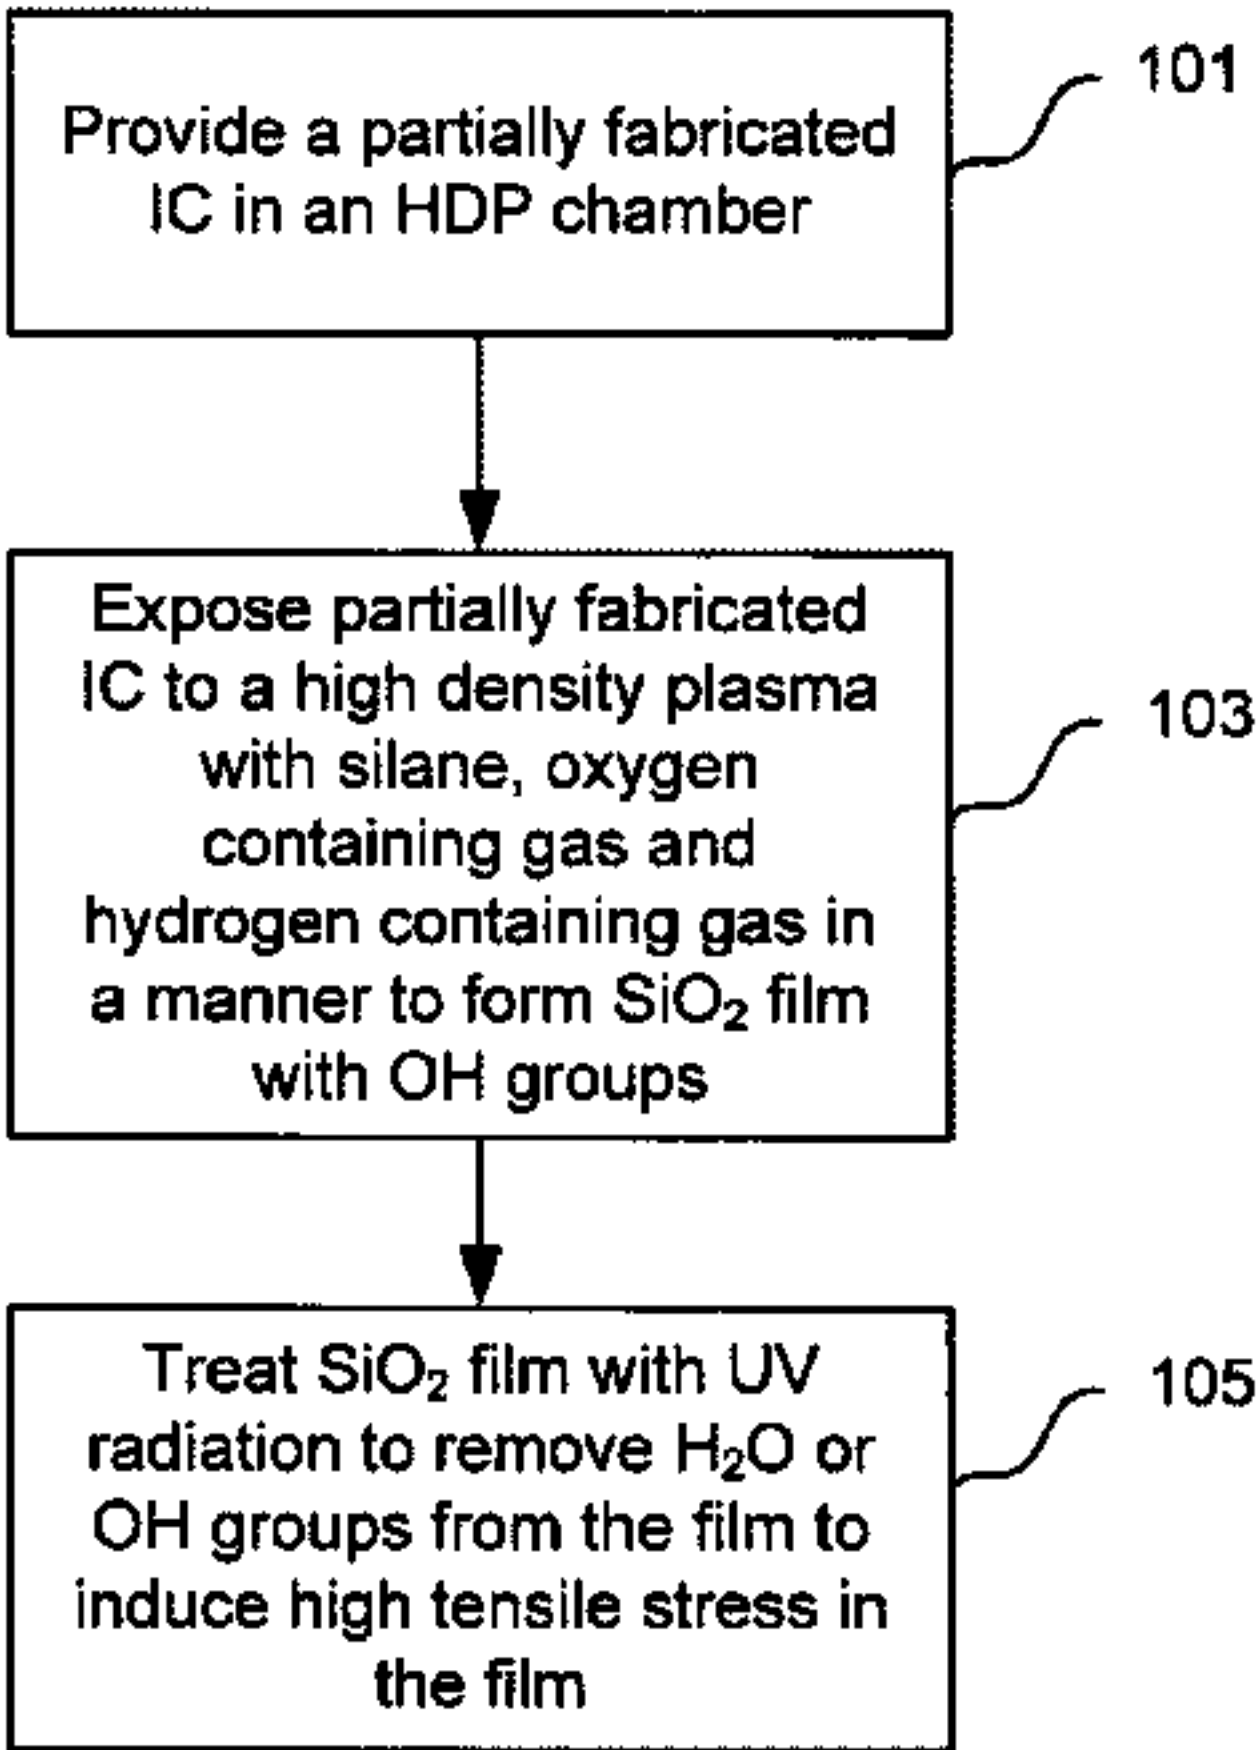 Provide a partially fabricated
IC in an HDP chamber
101
Expose partially fabricated
IC to a high density plasma
with silane, oxygen
containing gas and
hydrogen containing gas in
a manner to form SiO₂ film
with OH groups
103
Treat SiO₂ film with UV
radiation to remove H₂O or
OH groups from the film to
induce high tensile stress in
the film
105